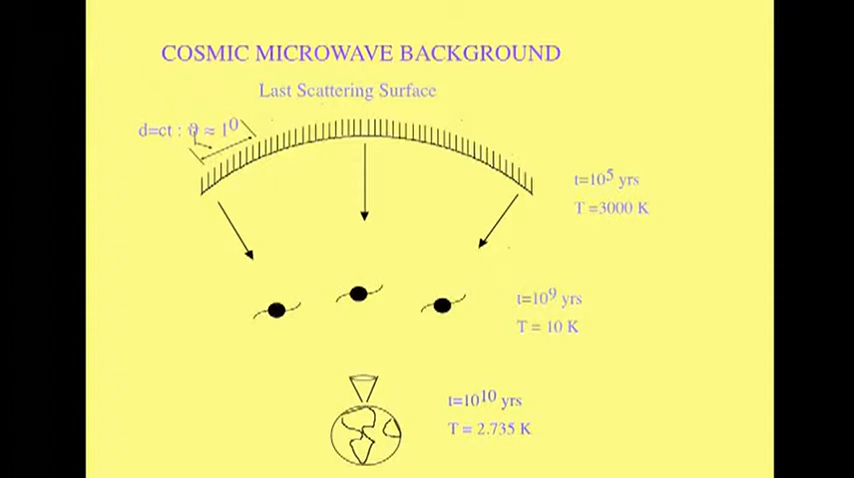 COSMIC MICROWAVE BACKGROUND
Last Scattering Surface
d=ct : θ ≈ 1⁰
t=10⁵ yrs
T =3000 K
t=10⁹ yrs
T = 10 K
t=10¹⁰ yrs
T = 2.735 K